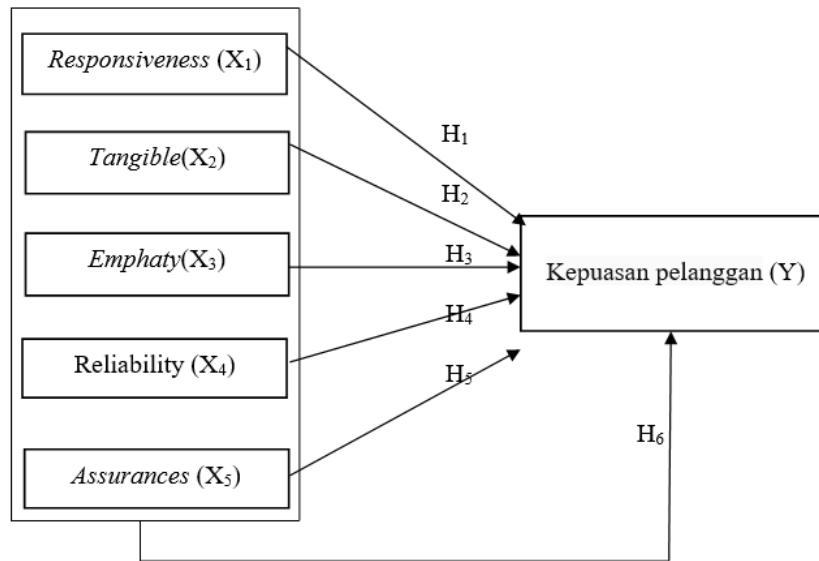 Responsiveness (X₁)
H₁
Tangible(X₂)
H₂
Emphaty(X₃)
H₃
Kepuasan pelanggan (Y)
H₄
Reliability (X₄)
H₅
H₆
Assurances (X₅)